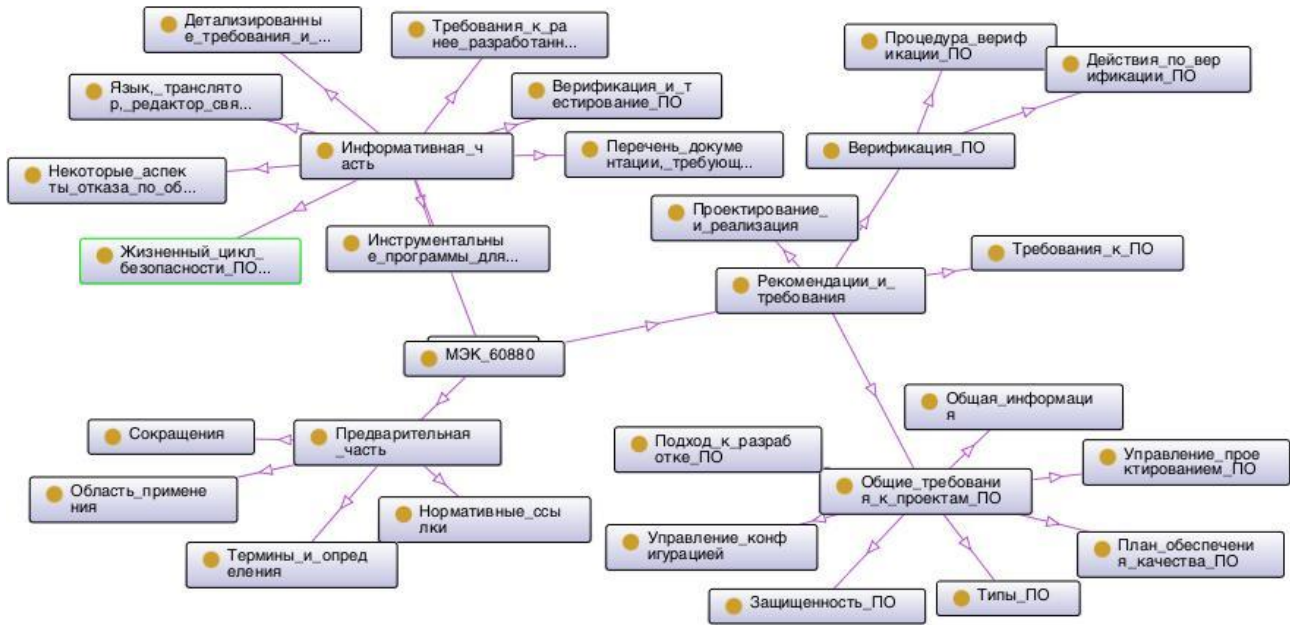 Детализированны
е_требования_и_...
Требования_к_ра
нее_разработанн...
Процедура_вериф
икации_ПО
Действия_по_вер
ификации_ПО
Язык,_транслято
р,_редактор_свя...
Верификация_и_т
естирование_ПО
Информативная_ч
асть
Перечень_докуме
нтации,_требующ...
Верификация_ПО
Некоторые_аспек
ты_отказа_по_об...
Проектирование_
и_реализация
Жизненный_цикл_
безопасности_ПО...
Инструментальны
е_программы_для...
Требования_к_ПО
Рекомендации_и_
требования
МЭК_60880
Общая_информаци
я
Сокращения
Предварительная
_часть
Подход_к_разраб
отке_ПО
Управление_прое
ктированием_ПО
Общие_требовани
я_к_проектам_ПО
Область_примене
ния
Нормативные_ссы
лки
Управление_конф
игурацией
План_обеспечени
я_качества_ПО
Термины_и_опред
еления
Защищенность_ПО
Типы_ПО